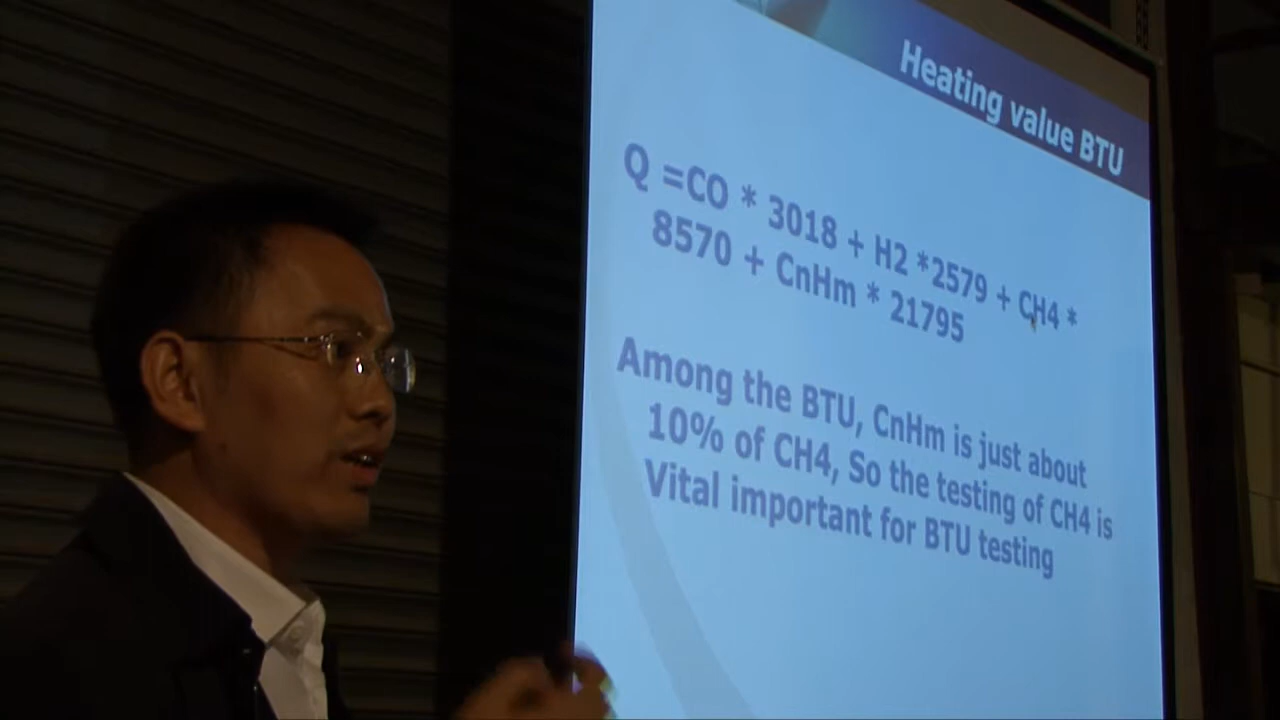 Heating value BTU
Q =CO * 3018 + H2 *2579 + CH4 *
8570 + CnHm * 21795
Among the BTU, CnHm is just about
10% of CH4, So the testing of CH4 is
Vital important for BTU testing